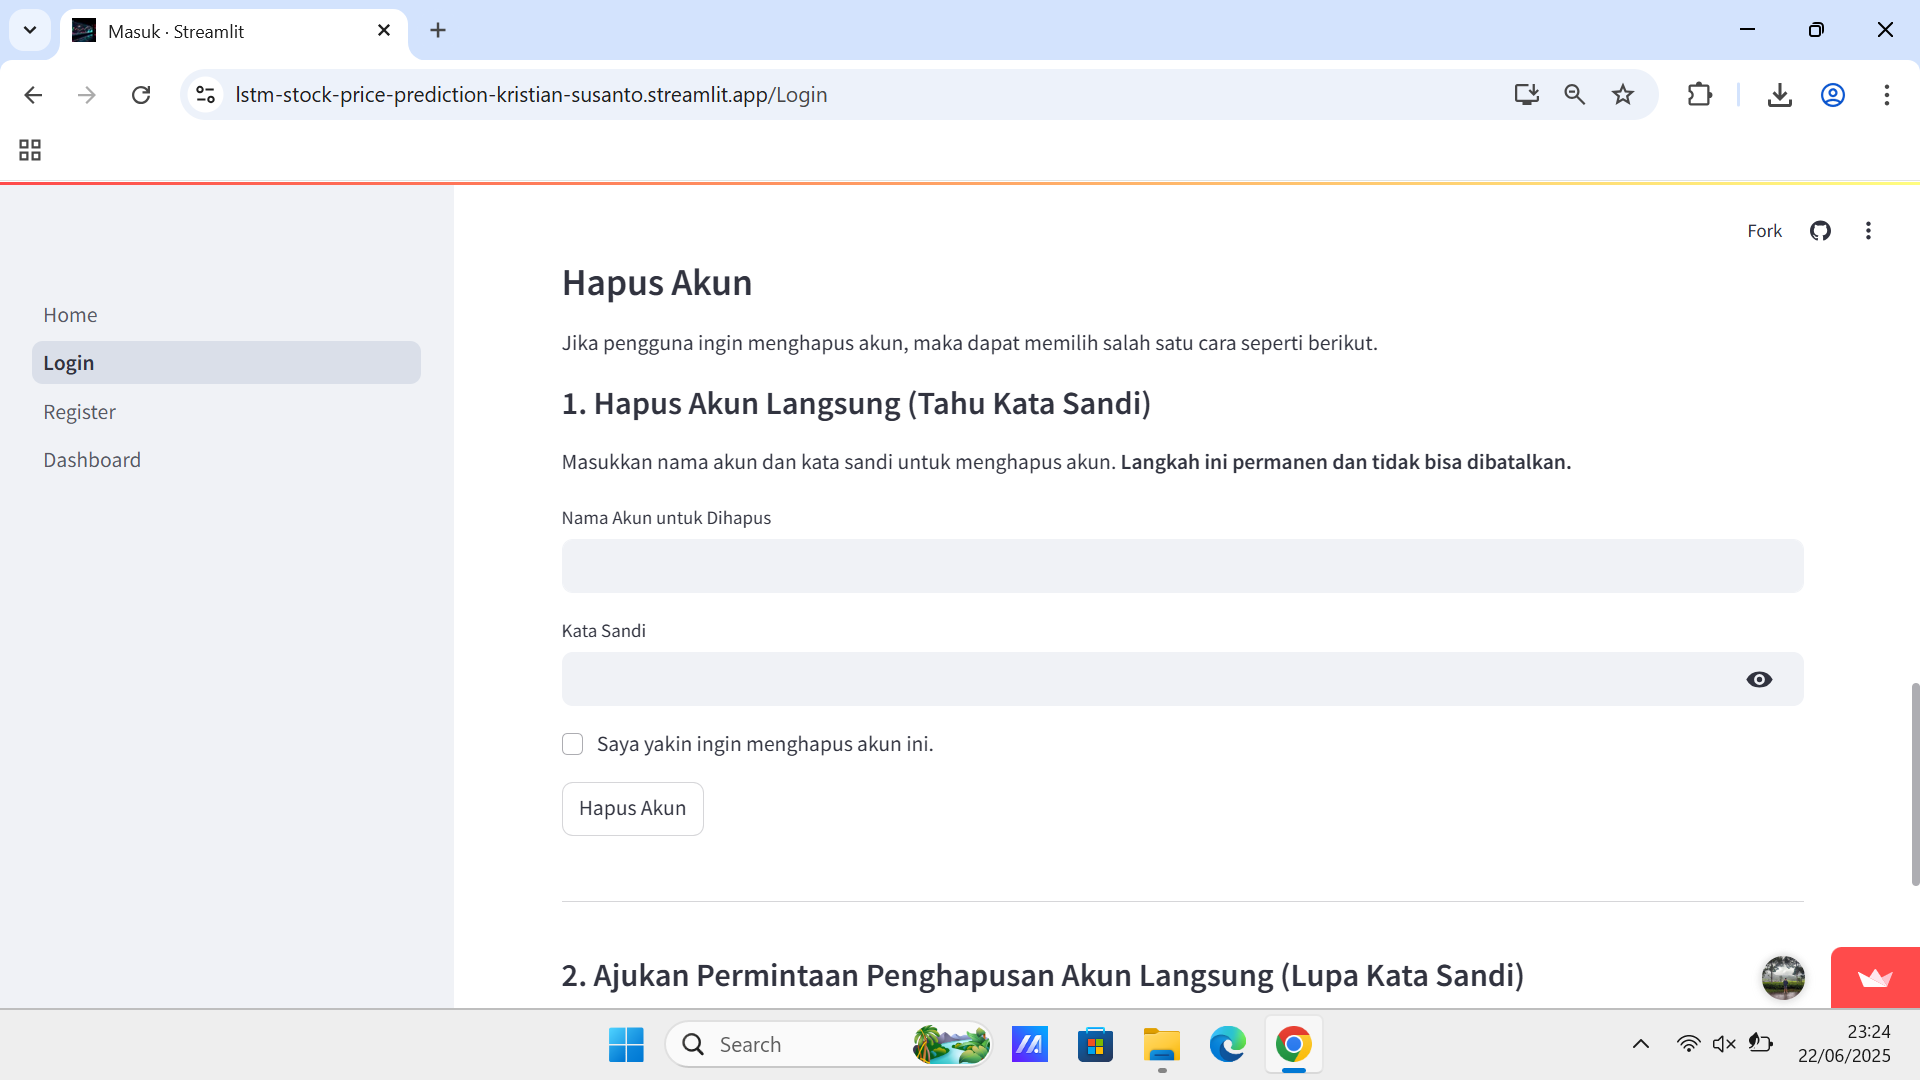 Masuk · Streamlit
lstm-stock-price-prediction-kristian-susanto.streamlit.app/Login
Fork
Home
Login
Register
Dashboard
Hapus Akun
Jika pengguna ingin menghapus akun, maka dapat memilih salah satu cara seperti berikut.
1. Hapus Akun Langsung (Tahu Kata Sandi)
Masukkan nama akun dan kata sandi untuk menghapus akun. Langkah ini permanen dan tidak bisa dibatalkan.
Nama Akun untuk Dihapus
Kata Sandi
Saya yakin ingin menghapus akun ini.
Hapus Akun
2. Ajukan Permintaan Penghapusan Akun Langsung (Lupa Kata Sandi)
Search
23:24
22/06/2025